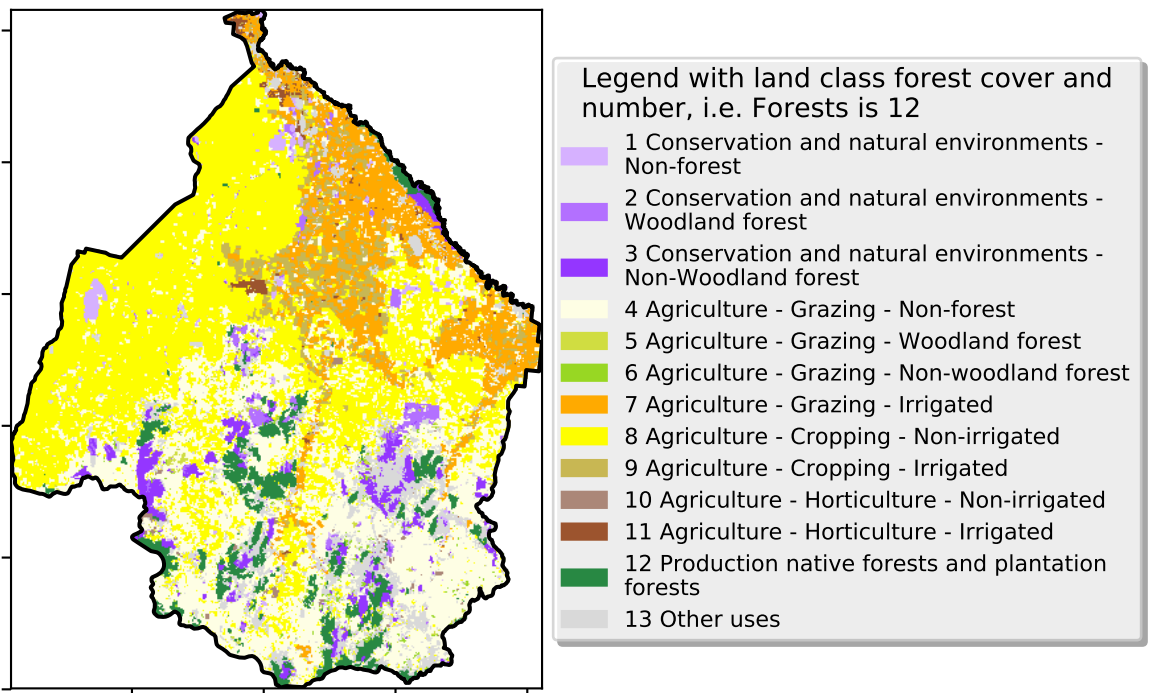 Legend with land class forest cover and
number, i.e. Forests is 12
1 Conservation and natural environments -
Non-forest
2 Conservation and natural environments -
Woodland forest
3 Conservation and natural environments -
Non-Woodland forest
4 Agriculture - Grazing - Non-forest
5 Agriculture - Grazing - Woodland forest
6 Agriculture - Grazing - Non-woodland forest
7 Agriculture - Grazing - Irrigated
8 Agriculture - Cropping - Non-irrigated
9 Agriculture - Cropping - Irrigated
10 Agriculture - Horticulture - Non-irrigated
11 Agriculture - Horticulture - Irrigated
12 Production native forests and plantation
forests
13 Other uses